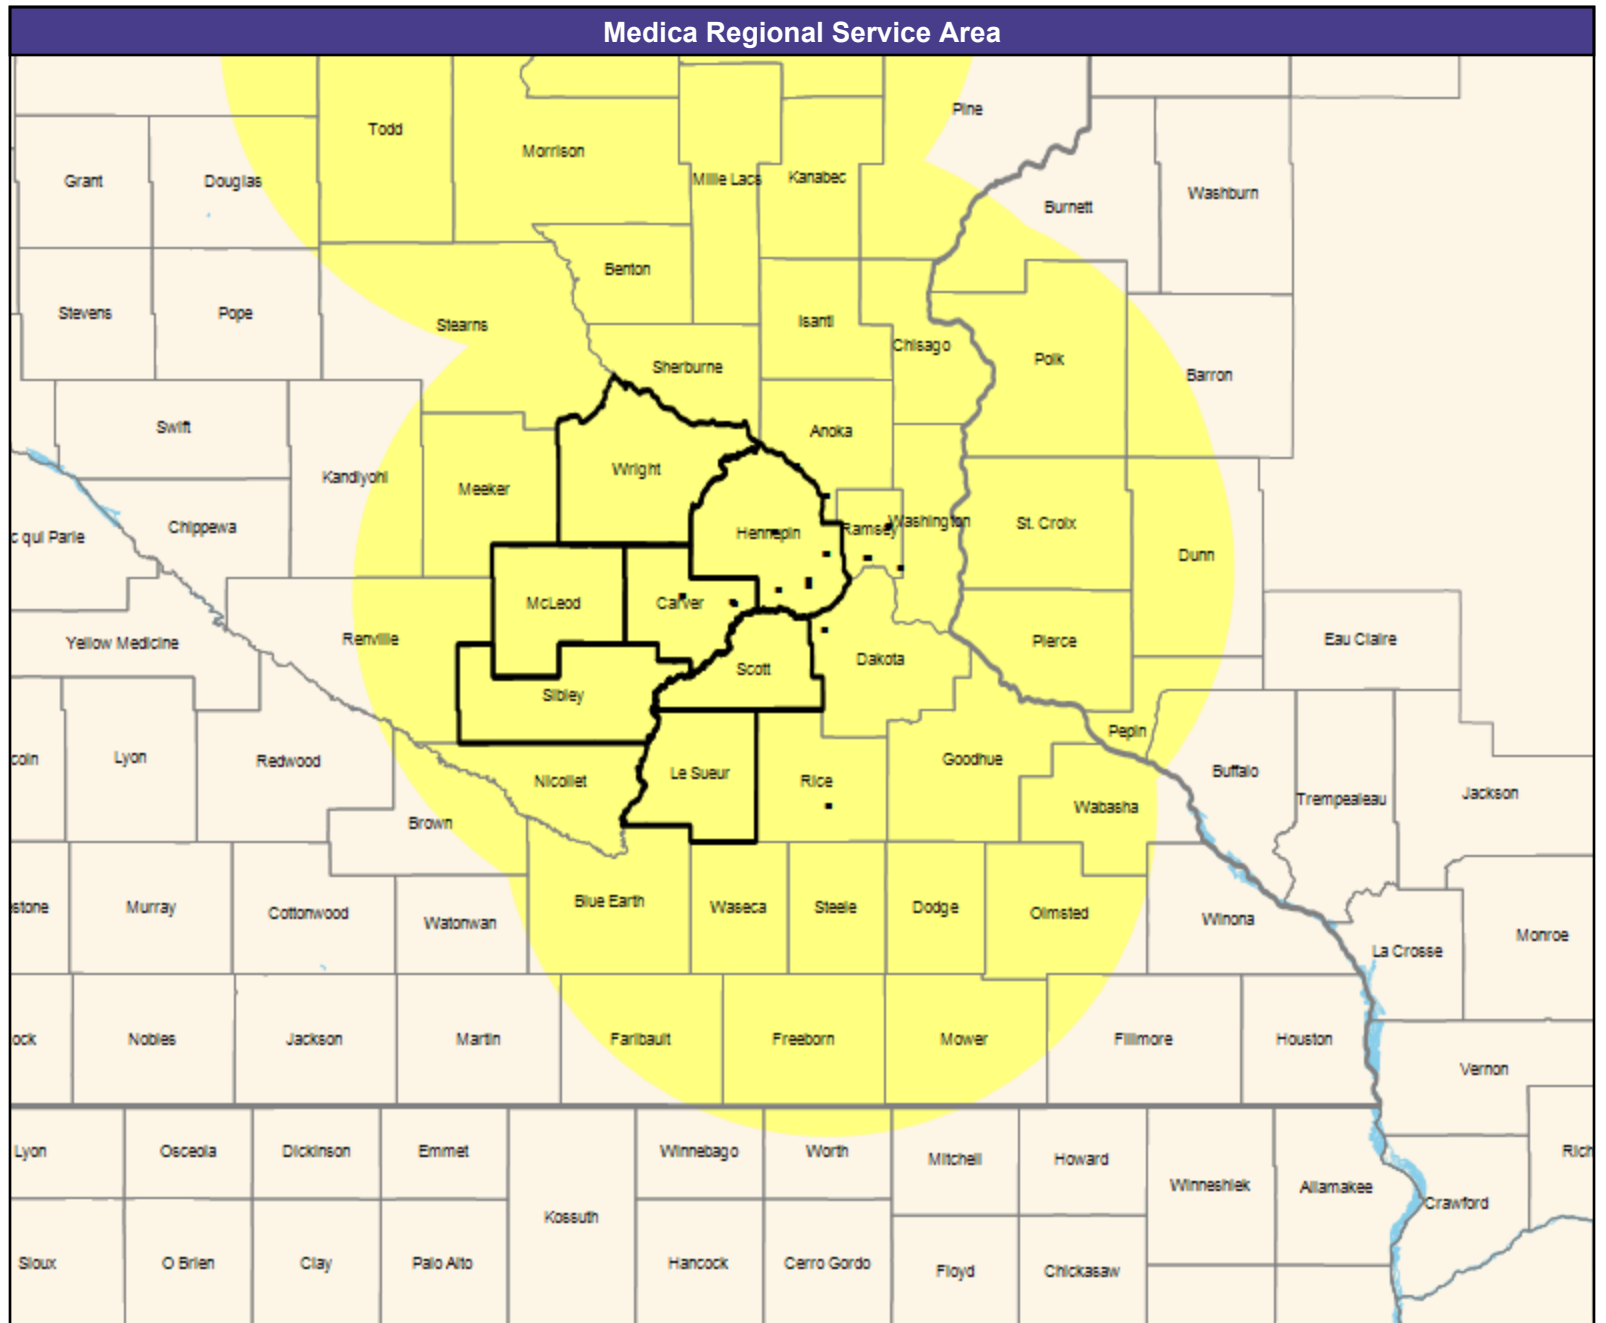 Medica Regional Service Area
Pine
Todd
Morrison
Grant
Douglas
Mille Lacs
Kanabec
Washburn
Burnett
Benton
Stevens
Pope
Stearns
Isanti
Chisago
Polk
Sherburne
Barron
Swift
Anoka
Wright
Kandiyohi
Meeker
Chippewa
Hennepin
Ramsey
Washington
St. Croix
c qui Parle
Dunn
McLeod
Carver
Yellow Medicine
Renville
Pierce
Eau Claire
Scott
Dakota
Sibley
Pepin
coln
Lyon
Redwood
Nicollet
Le Sueur
Rice
Goodhue
Buffalo
Trempealeau
Jackson
Wabasha
Brown
stone
Murray
Cottonwood
Watonwan
Blue Earth
Waseca
Steele
Dodge
Olmsted
Winona
La Crosse
Monroe
ock
Nobles
Jackson
Martin
Faribault
Freeborn
Mower
Fillmore
Houston
Vernon
Lyon
Osceola
Dickinson
Emmet
Winnebago
Worth
Mitchell
Howard
Rich
Winneshiek
Allamakee
Crawford
Kossuth
Sioux
O Brien
Clay
Palo Alto
Hancock
Cerro Gordo
Floyd
Chickasaw